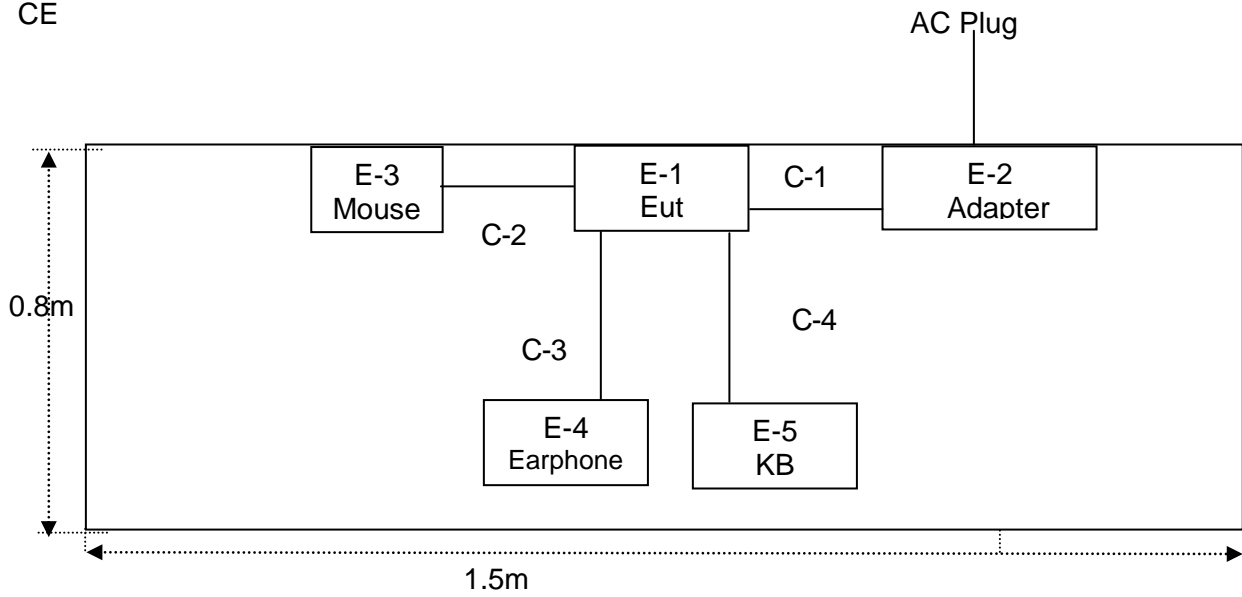 CE
AC Plug
E-3
Mouse
E-1
Eut
C-1
E-2
Adapter
C-2
0.8m
C-4
C-3
E-4
Earphone
E-5
KB
1.5m